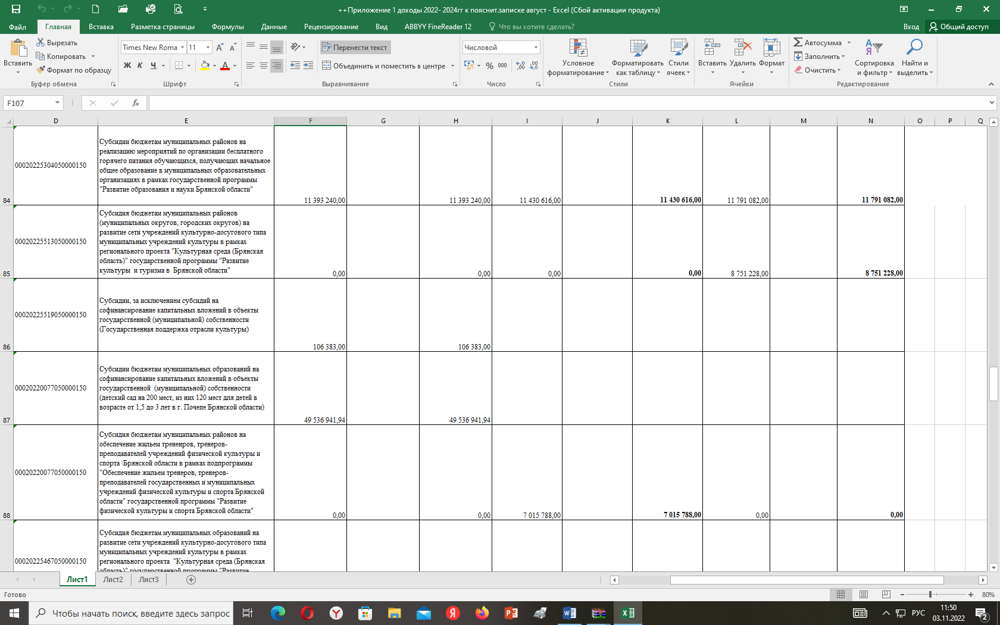 ++Приложение 1 доходы 2022- 2024гг к пояснит.записке август - Excel (Сбой активации продукта)
Файл Главная Вставка Разметка страницы Формулы Данные Рецензирование Вид ABBYY FineReader 12 Что вы хотите сделать? Вход Общий доступ
Вставить
Вырезать
Копировать
Формат по образцу
Буфер обмена
Times New Roma 11
Ж К Ч
Шрифт
Перенести текст
Объединить и поместить в центре
Выравнивание
Числовой
% 000
Число
Условное
форматирование
Форматировать
как таблицу
Стили
ячеек
Стили
Вставить Удалить Формат
Ячейки
Автосумма
Заполнить
Очистить
Сортировка
и фильтр
Найти и
выделить
Редактирование
F107
fx
D E F G H I J K L M N O P Q
84
00020225304050000150
Субсидии бюджетам муниципальных районов на
реализацию мероприятий по организации бесплатного
горячего питания обучающихся, получающих начальное
общее образование в муниципальных образовательных
организациях в рамках государственной программы
"Развитие образования и науки Брянской области"
11 393 240,00 11 393 240,00 11 430 616,00 11 430 616,00 11 791 082,00 11 791 082,00
85
00020225513050000150
Субсидия бюджетам муниципальных районов
(муниципальных округов, городских округов) на
развитие сети учреждений культурно-досугового типа
муниципальных учреждений культуры в рамках
регионального проекта "Культурная среда (Брянская
область)" государственной программы "Развитие
культуры  и туризма в  Брянской области"
0,00 0,00 0,00 0,00 8 751 228,00 8 751 228,00
86
00020225519050000150
Субсидии, за исключением субсидий на
софинансирование капитальных вложений в объекты
государственной (муниципальной) собственности
(Государственная поддержка отрасли культуры)
106 383,00 106 383,00
87
00020220077050000150
Субсидии бюджетам муниципальных образований на
софинансирование капитальных вложений в объекты
государственной  (муниципальной) собственности
(детский сад на 200 мест, из них 120 мест для детей в
возрасте от 1,5 до 3 лет в г. Почепе Брянской области)
49 536 941,94 49 536 941,94
88
00020220077050000150
Субсидия бюджетам муниципальных районов на
обеспечение жильем трененров, тренеров-
преподавателей учреждений физической культуры и
спорта \Брянской области в рамках подпрограммы
"Обеспечение жильем тренеров, тренеров-
преподавателей государственных и муниципальных
учреждений физической культуры и спорта Брянской
области" государственной программы "Развитие
физической культуры и спорта Брянской области"
0,00 0,00 7 015 788,00 7 015 788,00 0,00 0,00
00020225467050000150
Субсидия бюджетам муниципальных образований на
развитие сети учреждений культурно-досугового типа
муниципальных учреждений культуры в рамках
регионального проекта  "Культурная среда (Брянская
область)" государственной программы "Развитие
Лист1 Лист2 Лист3
Готово
80%
Чтобы начать поиск, введите здесь запрос
РУС
11:50
03.11.2022
2